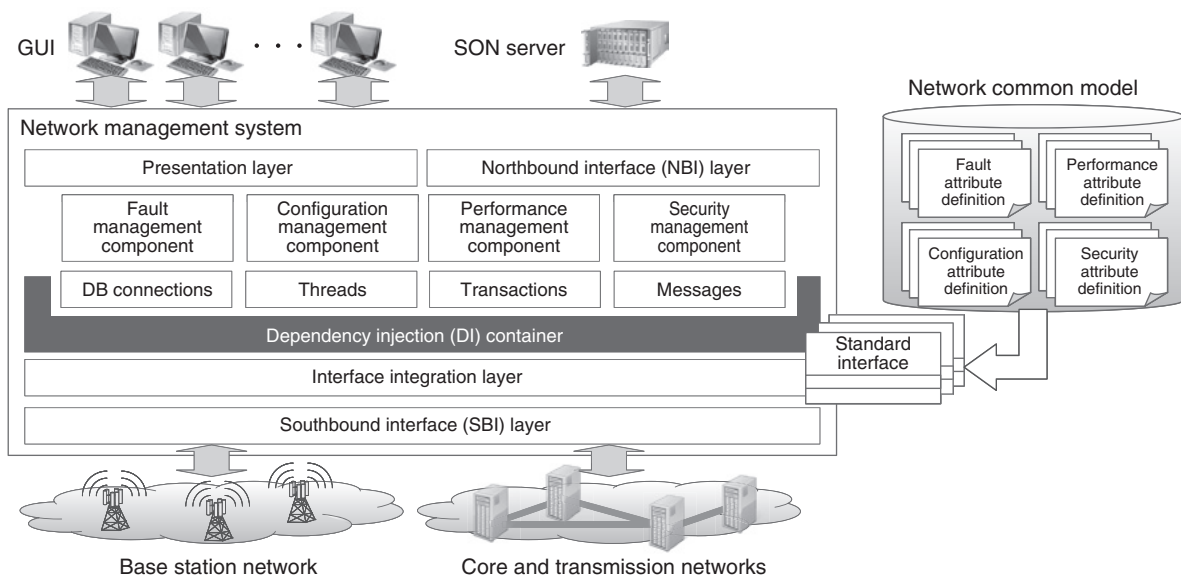 GUI
. . .
SON server
Network common model
Network management system
Presentation layer
Northbound interface (NBI) layer
Fault
management
component
Configuration
management
component
Performance
management
component
Security
management
component
Fault
attribute
definition
Performance
attribute
definition
Configuration
attribute
definition
Security
attribute
definition
DB connections
Threads
Transactions
Messages
Dependency injection (DI) container
Standard
interface
Interface integration layer
Southbound interface (SBI) layer
Base station network
Core and transmission networks